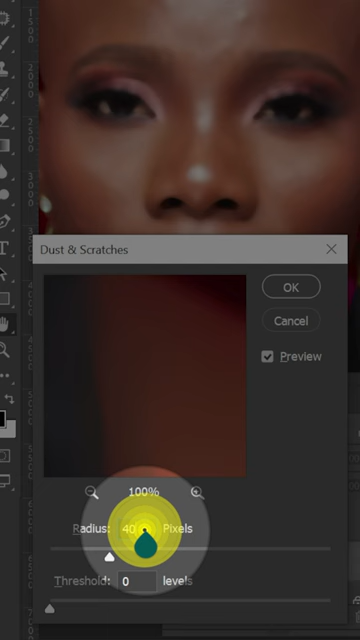 Dust & Scratches
OK
Cancel
Preview
100%
Radius: 40 Pixels
Threshold: 0 levels